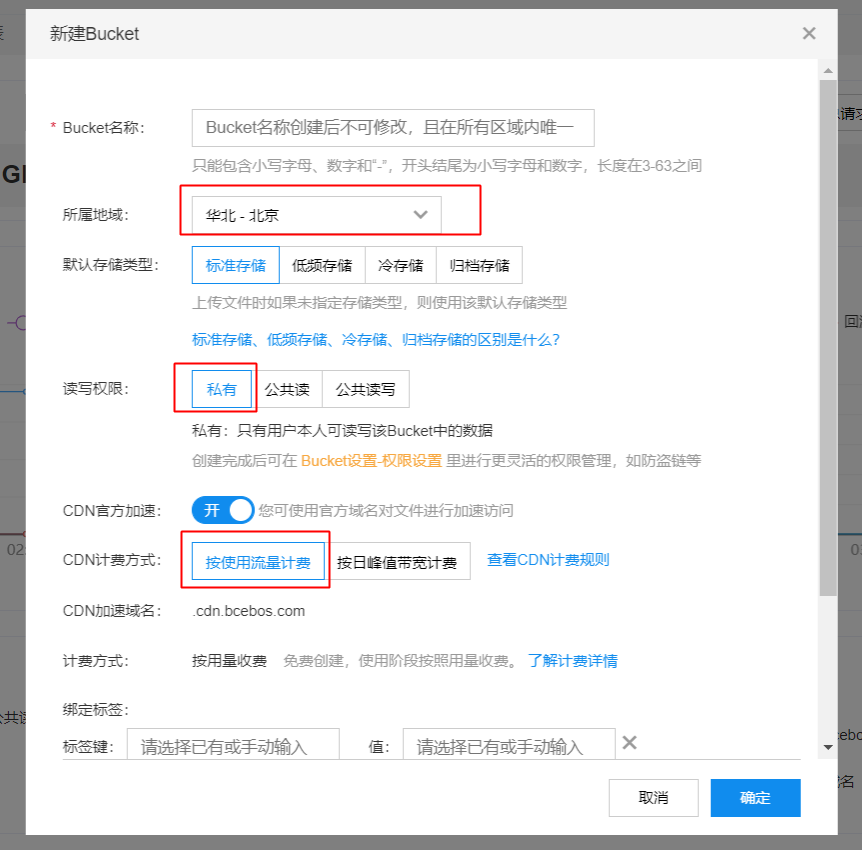 新建Bucket
* Bucket名称：
Bucket名称创建后不可修改，且在所有区域内唯一
只能包含小写字母、数字和“-”，开头结尾为小写字母和数字，长度在3-63之间
所属地域：
华北 - 北京
默认存储类型：
标准存储 低频存储 冷存储 归档存储
上传文件时如果未指定存储类型，则使用该默认存储类型
标准存储、低频存储、冷存储、归档存储的区别是什么？
读写权限：
私有 公共读 公共读写
私有：只有用户本人可读写该Bucket中的数据
创建完成后可在 Bucket设置-权限设置 里进行更灵活的权限管理，如防盗链等
CDN官方加速：
开 您可使用官方域名对文件进行加速访问
CDN计费方式：
按使用流量计费 按日峰值带宽计费 查看CDN计费规则
CDN加速域名：
.cdn.bcebos.com
计费方式：
按用量收费 免费创建，使用阶段按照用量收费。 了解计费详情
绑定标签：
标签键： 请选择已有或手动输入 值： 请选择已有或手动输入
取消 确定